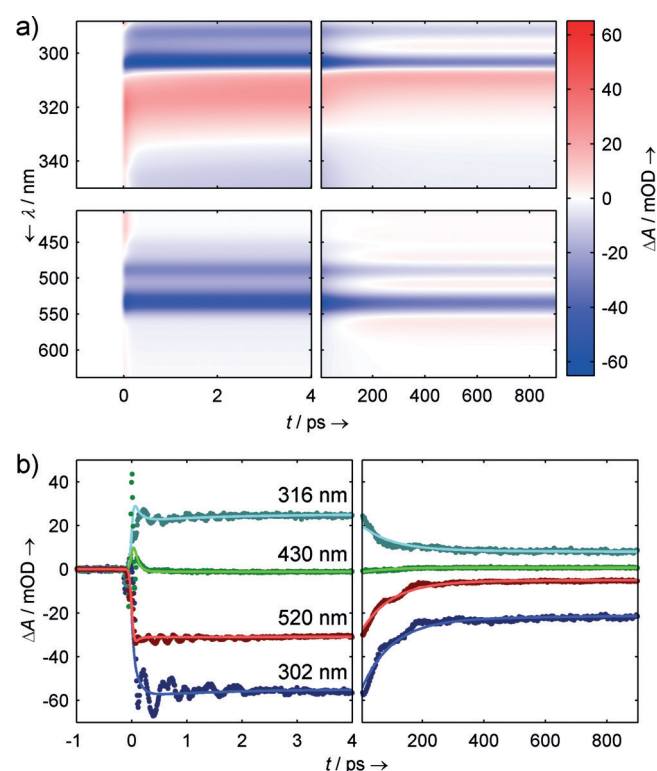 a)
300
320
340
450
500
550
600
← λ / nm
0 2 4 200 400 600 800
t / ps →
60
40
20
0
-20
-40
-60
ΔA / mOD →
b)
40
20
0
-20
-40
-60
ΔA / mOD →
316 nm
430 nm
520 nm
302 nm
-1 0 1 2 3 4 200 400 600 800
t / ps →